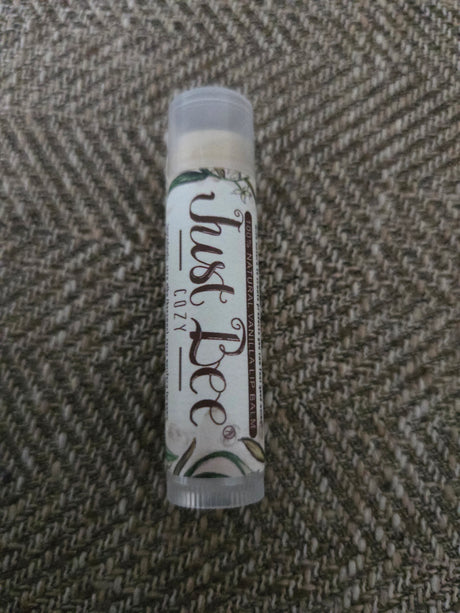 Just Bee®
COZY
100% NATURAL VANILLA LIP BALM